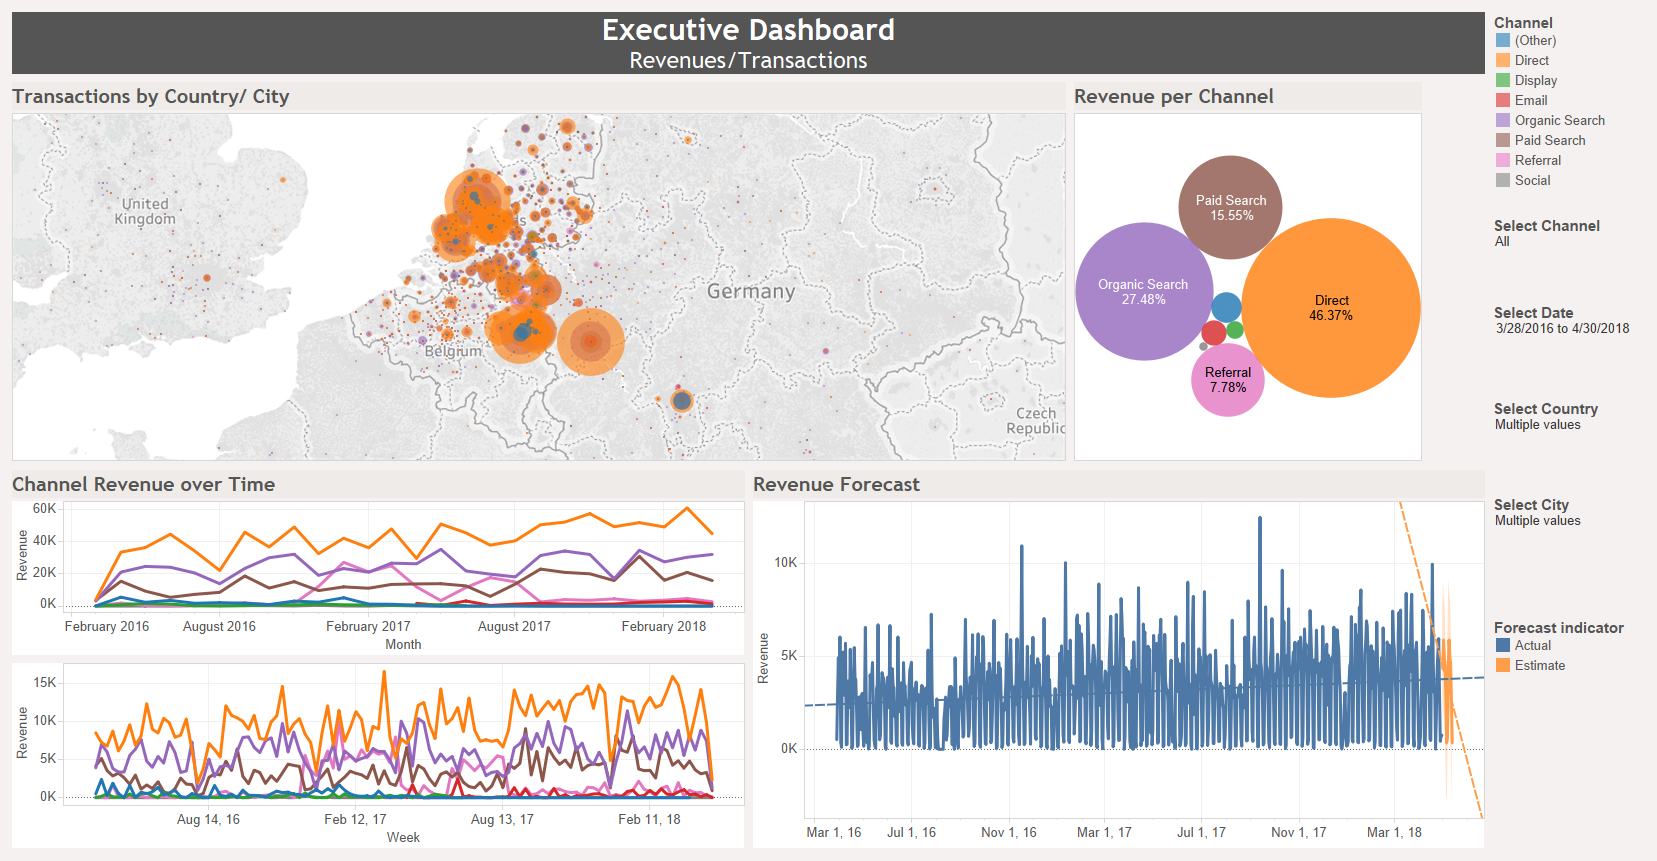 Executive Dashboard
Revenues/Transactions
Transactions by Country/ City
United
Kingdom
s
Germany
Belgium
Czech
Republic
Revenue per Channel
Paid Search
15.55%
Organic Search
27.48%
Direct
46.37%
Referral
7.78%
Channel
(Other)
Direct
Display
Email
Organic Search
Paid Search
Referral
Social
Select Channel
All
Select Date
3/28/2016 to 4/30/2018
Select Country
Multiple values
Select City
Multiple values
Forecast indicator
Actual
Estimate
Channel Revenue over Time
Revenue
60K
40K
20K
0K
February 2016 August 2016 February 2017 August 2017 February 2018
Month
Revenue
15K
10K
5K
0K
Aug 14, 16 Feb 12, 17 Aug 13, 17 Feb 11, 18
Week
Revenue Forecast
Revenue
10K
5K
0K
Mar 1, 16 Jul 1, 16 Nov 1, 16 Mar 1, 17 Jul 1, 17 Nov 1, 17 Mar 1, 18